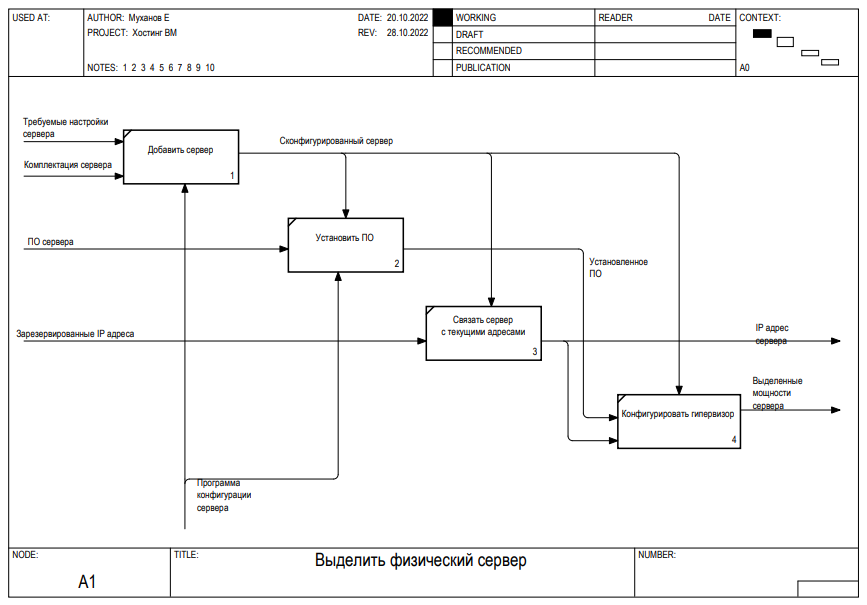 USED AT:
AUTHOR: Муханов Е
DATE: 20.10.2022
WORKING
READER
DATE
CONTEXT:
PROJECT: Хостинг ВМ
REV: 28.10.2022
DRAFT
RECOMMENDED
NOTES: 1 2 3 4 5 6 7 8 9 10
PUBLICATION
A0
Требуемые настройки
сервера
Комплектация сервера
Добавить сервер
1
Сконфигурированный сервер
ПО сервера
Установить ПО
2
Установленное
ПО
Зарезервированные IP адреса
Связать сервер
с текущими адресами
3
IP адрес
сервера
Выделенные
мощности
сервера
Конфигурировать гипервизор
4
Программа
конфигурации
сервера
NODE:
A1
TITLE:
Выделить физический сервер
NUMBER: